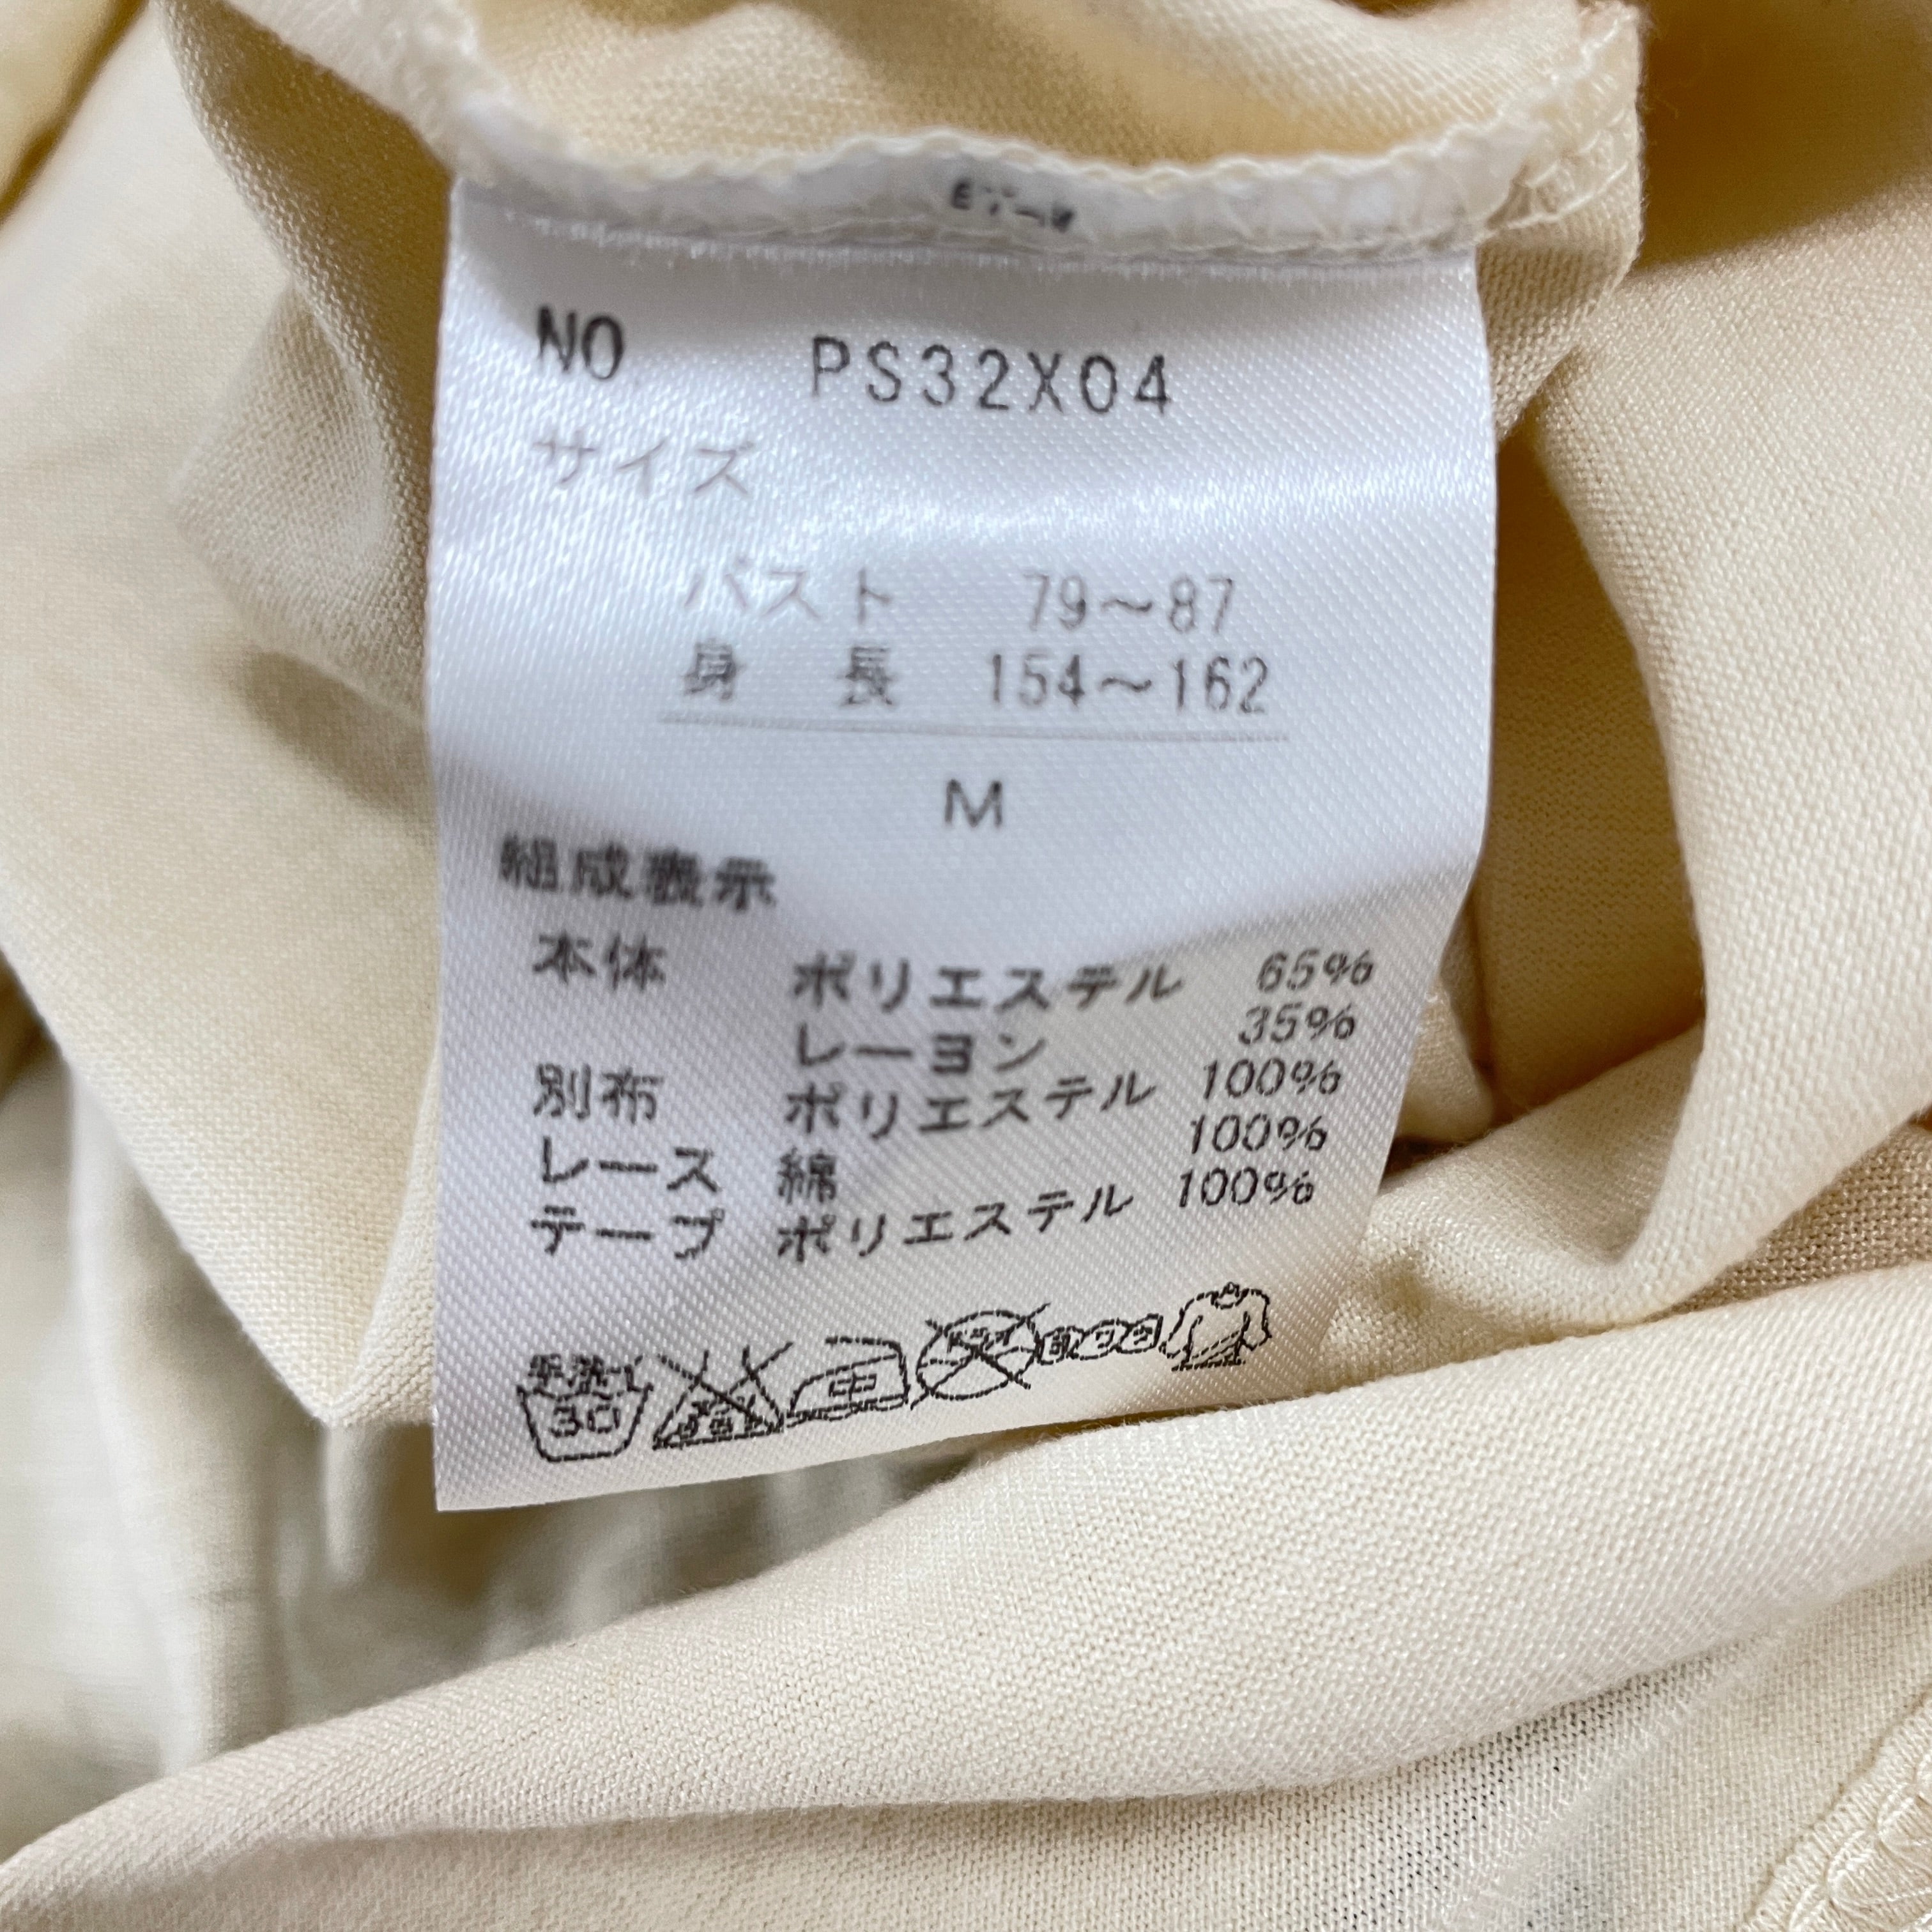 NO PS32X04
サイズ
バスト 79～87
身長 154～162
M
組成表示
本体 ポリエステル 65%
レーヨン 35%
別布 ポリエステル 100%
レース 綿 100%
テープ ポリエステル 100%
手洗イ 30 中